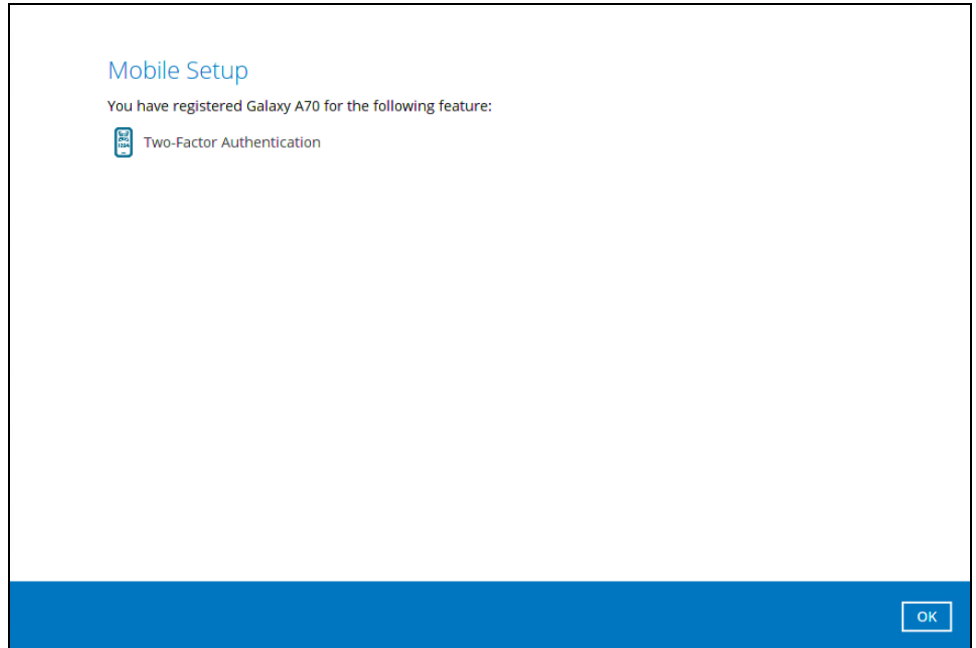 Mobile Setup
You have registered Galaxy A70 for the following feature:
Two-Factor Authentication
OK